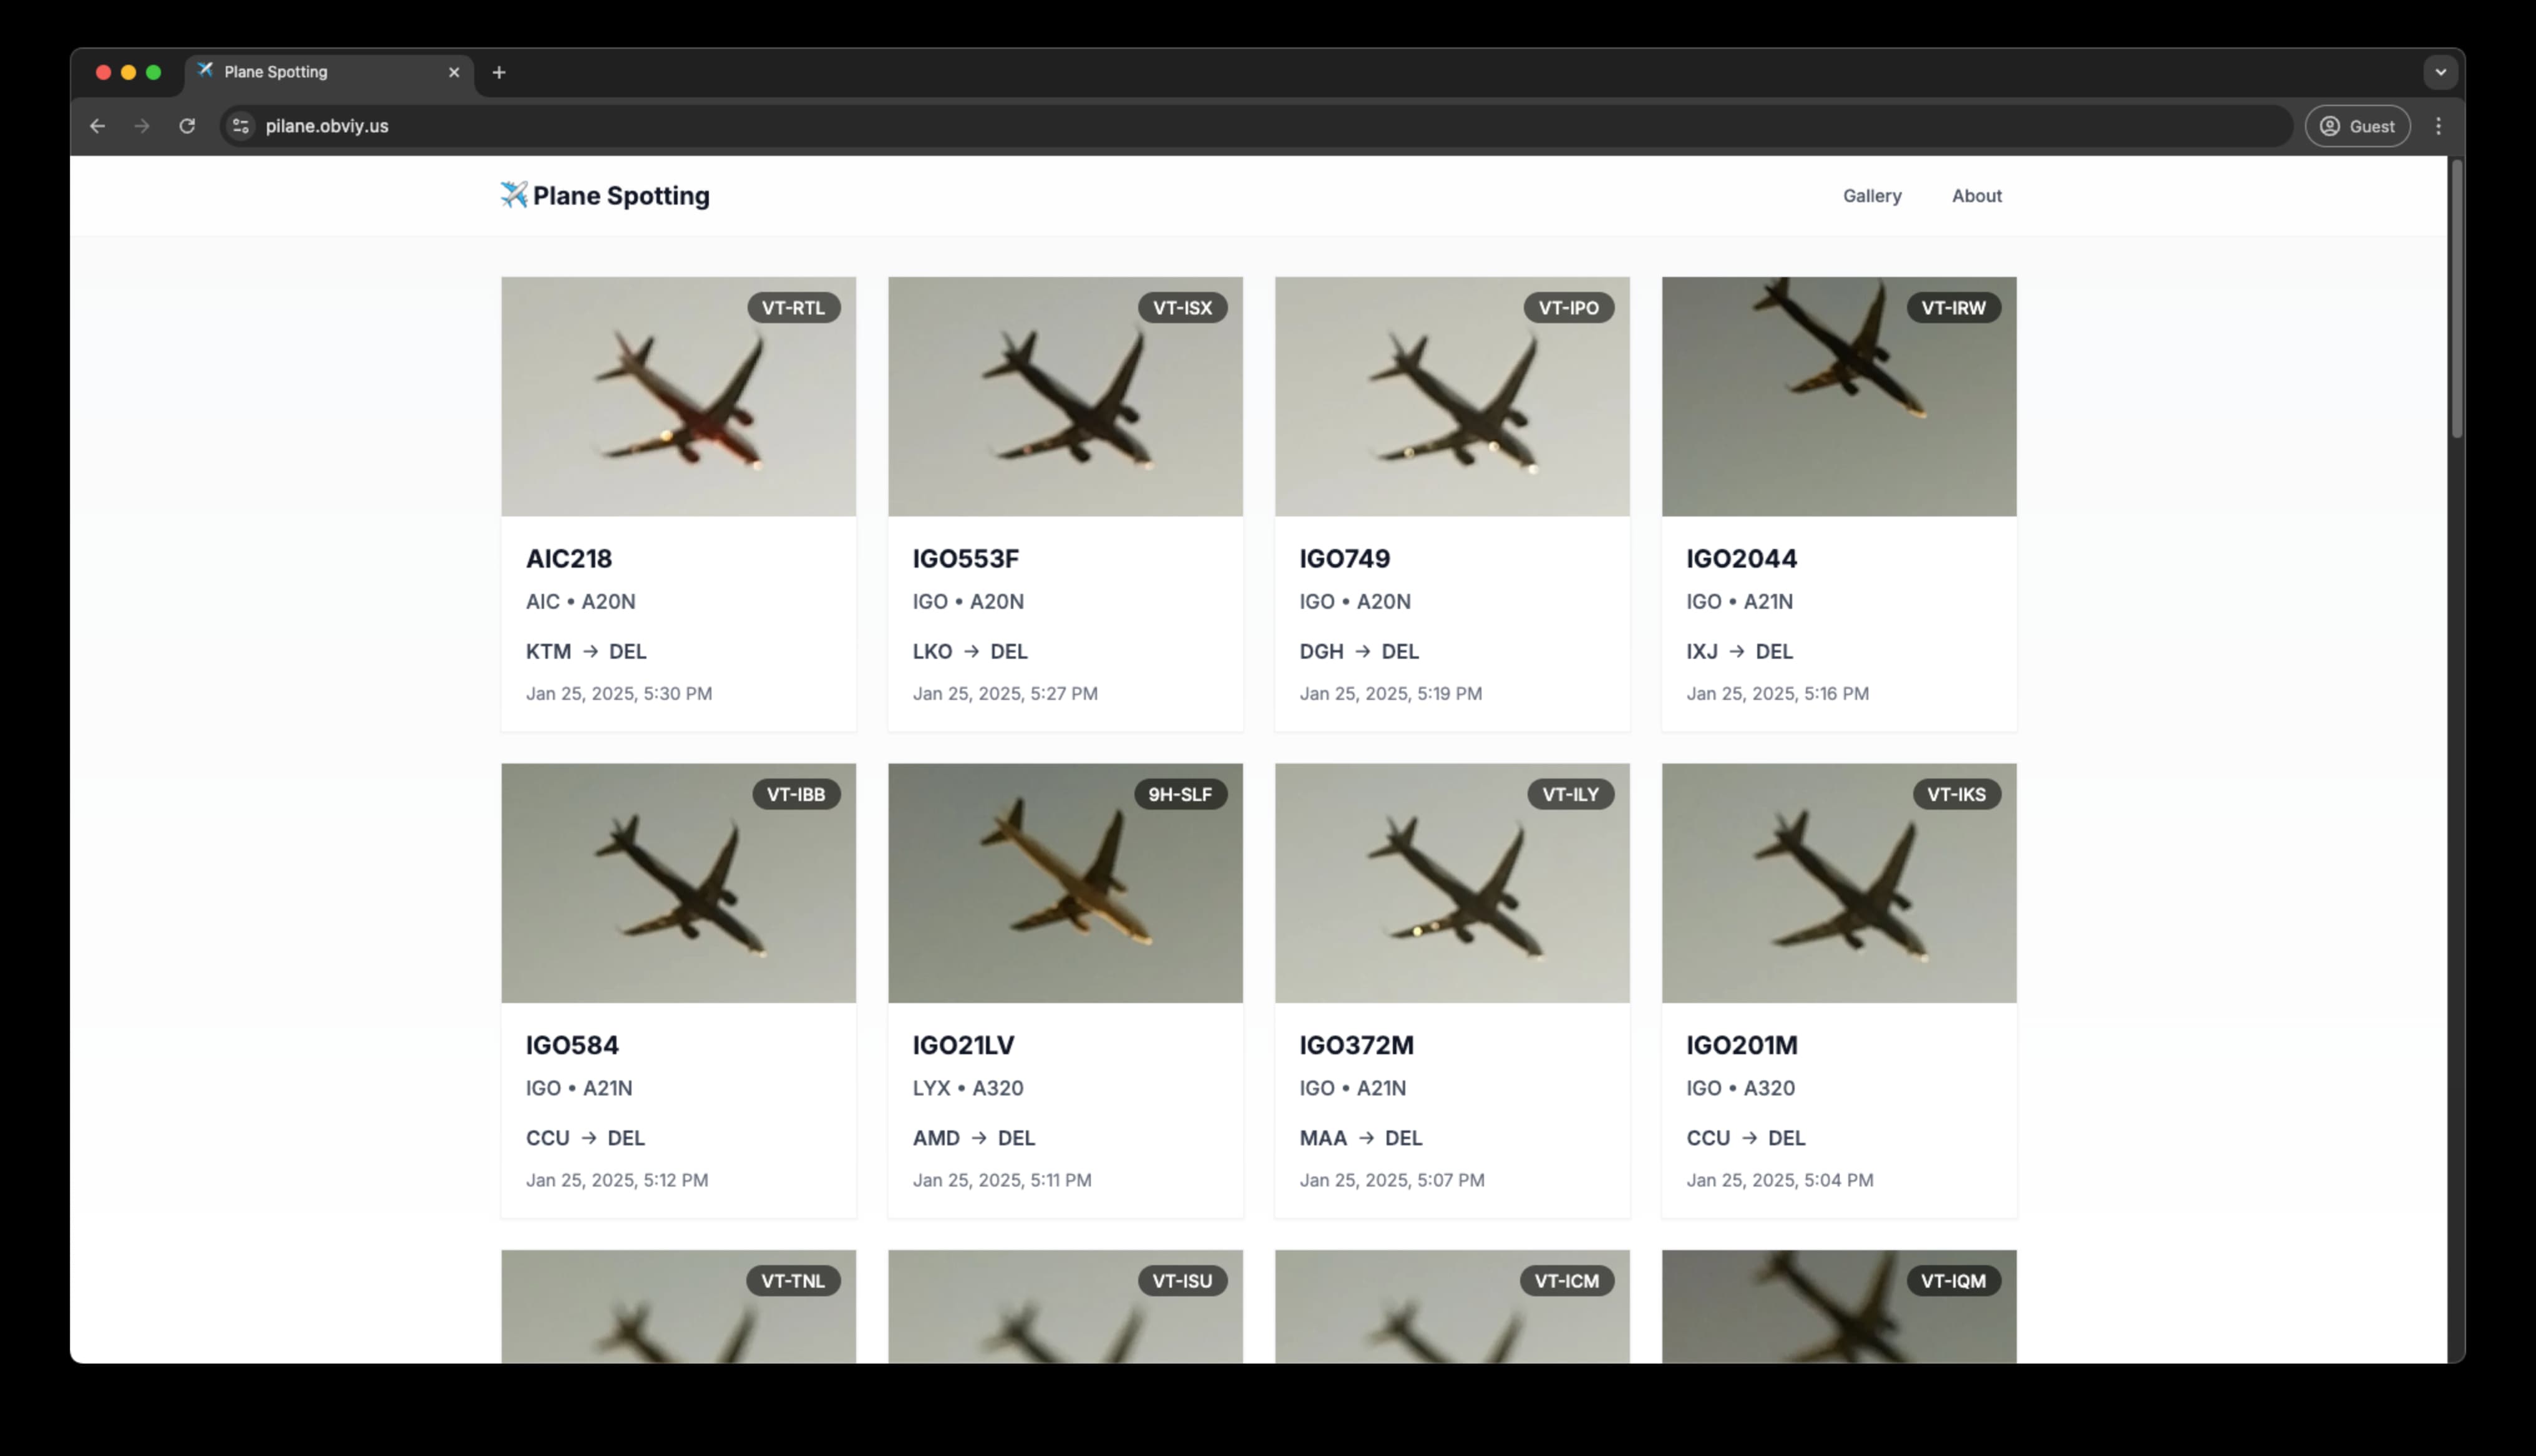 Plane Spotting
pilane.obviy.us
Guest
Plane Spotting
Gallery
About
VT-RTL
AIC218
AIC • A20N
KTM → DEL
Jan 25, 2025, 5:30 PM
VT-ISX
IGO553F
IGO • A20N
LKO → DEL
Jan 25, 2025, 5:27 PM
VT-IPO
IGO749
IGO • A20N
DGH → DEL
Jan 25, 2025, 5:19 PM
VT-IRW
IGO2044
IGO • A21N
IXJ → DEL
Jan 25, 2025, 5:16 PM
VT-IBB
IGO584
IGO • A21N
CCU → DEL
Jan 25, 2025, 5:12 PM
9H-SLF
IGO21LV
LYX • A320
AMD → DEL
Jan 25, 2025, 5:11 PM
VT-ILY
IGO372M
IGO • A21N
MAA → DEL
Jan 25, 2025, 5:07 PM
VT-IKS
IGO201M
IGO • A320
CCU → DEL
Jan 25, 2025, 5:04 PM
VT-TNL
VT-ISU
VT-ICM
VT-IQM